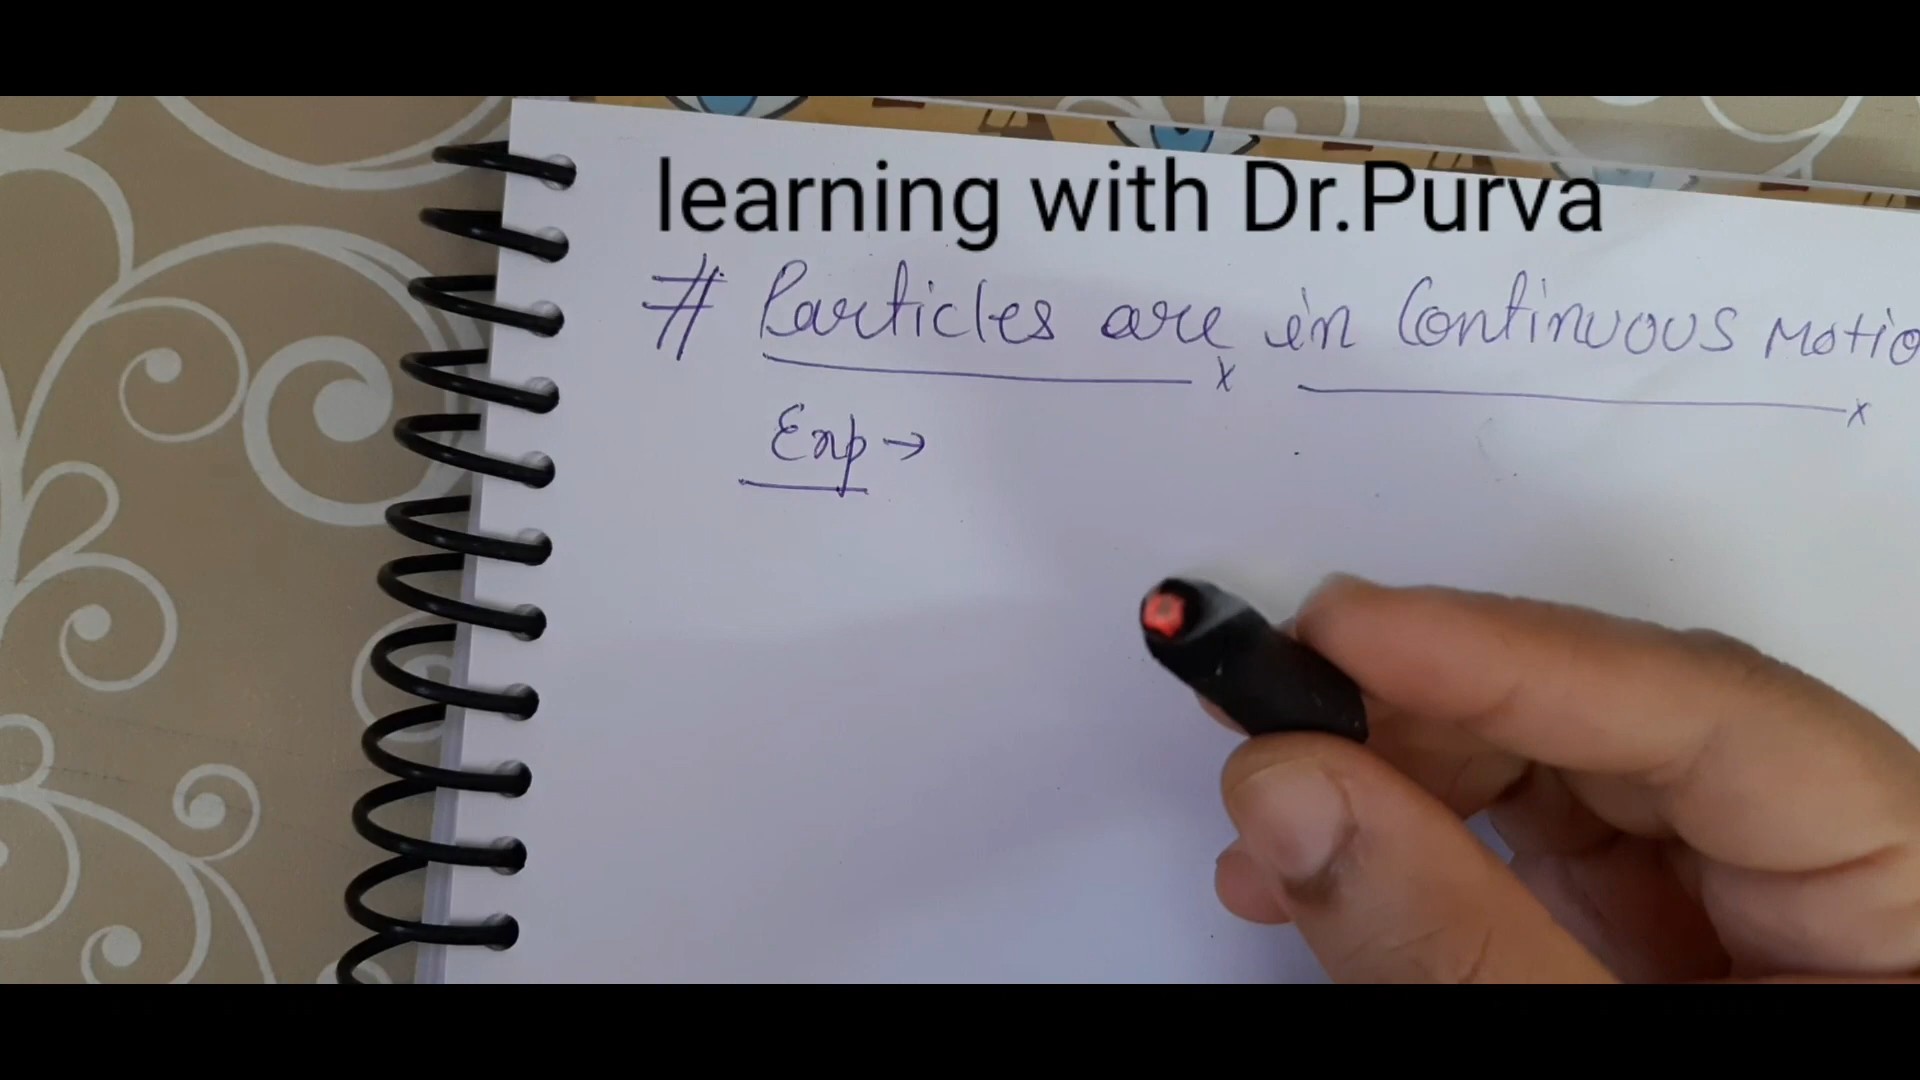 learning with Dr.Purva
# Particles are in Continuous Motio
Exp →